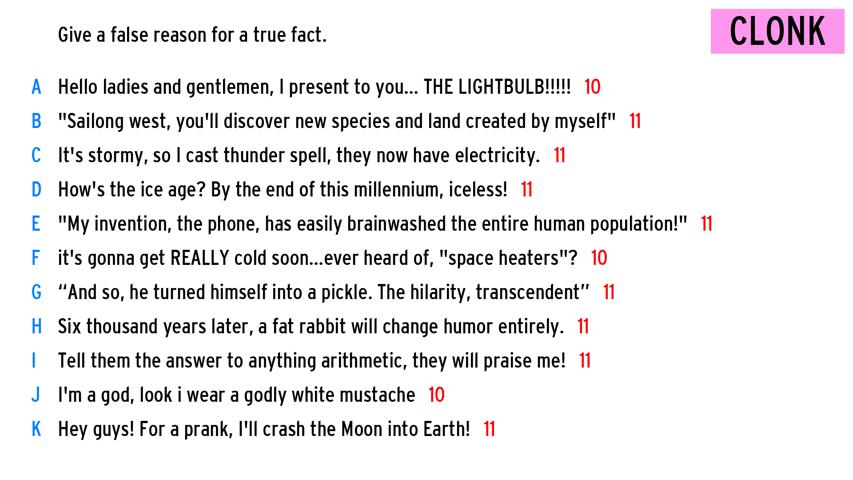 Give a false reason for a true fact.
CLONK
A Hello ladies and gentlemen, I present to you... THE LIGHTBULB!!!!! 10
B "Sailong west, you'll discover new species and land created by myself" 11
C It's stormy, so I cast thunder spell, they now have electricity. 11
D How's the ice age? By the end of this millennium, iceless! 11
E "My invention, the phone, has easily brainwashed the entire human population!" 11
F it's gonna get REALLY cold soon...ever heard of, "space heaters"? 10
G “And so, he turned himself into a pickle. The hilarity, transcendent” 11
H Six thousand years later, a fat rabbit will change humor entirely. 11
I Tell them the answer to anything arithmetic, they will praise me! 11
J I'm a god, look i wear a godly white mustache 10
K Hey guys! For a prank, I'll crash the Moon into Earth! 11